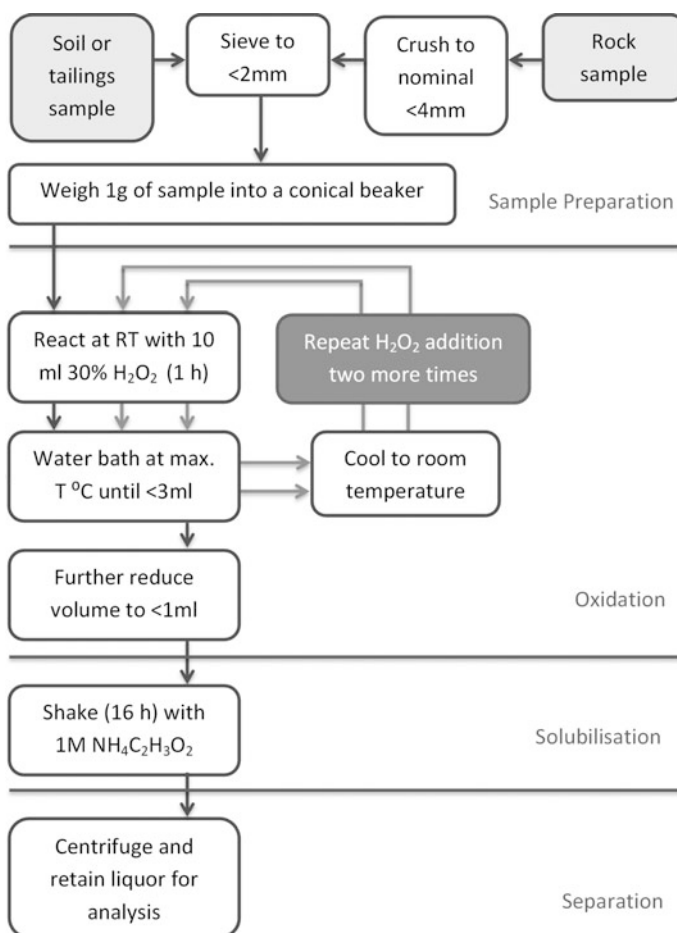 Soil or
tailings
sample
Sieve to
<2mm
Crush to
nominal
<4mm
Rock
sample
Weigh 1g of sample into a conical beaker
Sample Preparation
React at RT with 10
ml 30% H₂O₂ (1 h)
Repeat H₂O₂ addition
two more times
Water bath at max.
T ⁰C until <3ml
Cool to room
temperature
Further reduce
volume to <1ml
Oxidation
Shake (16 h) with
1M NH₄C₂H₃O₂
Solubilisation
Centrifuge and
retain liquor for
analysis
Separation